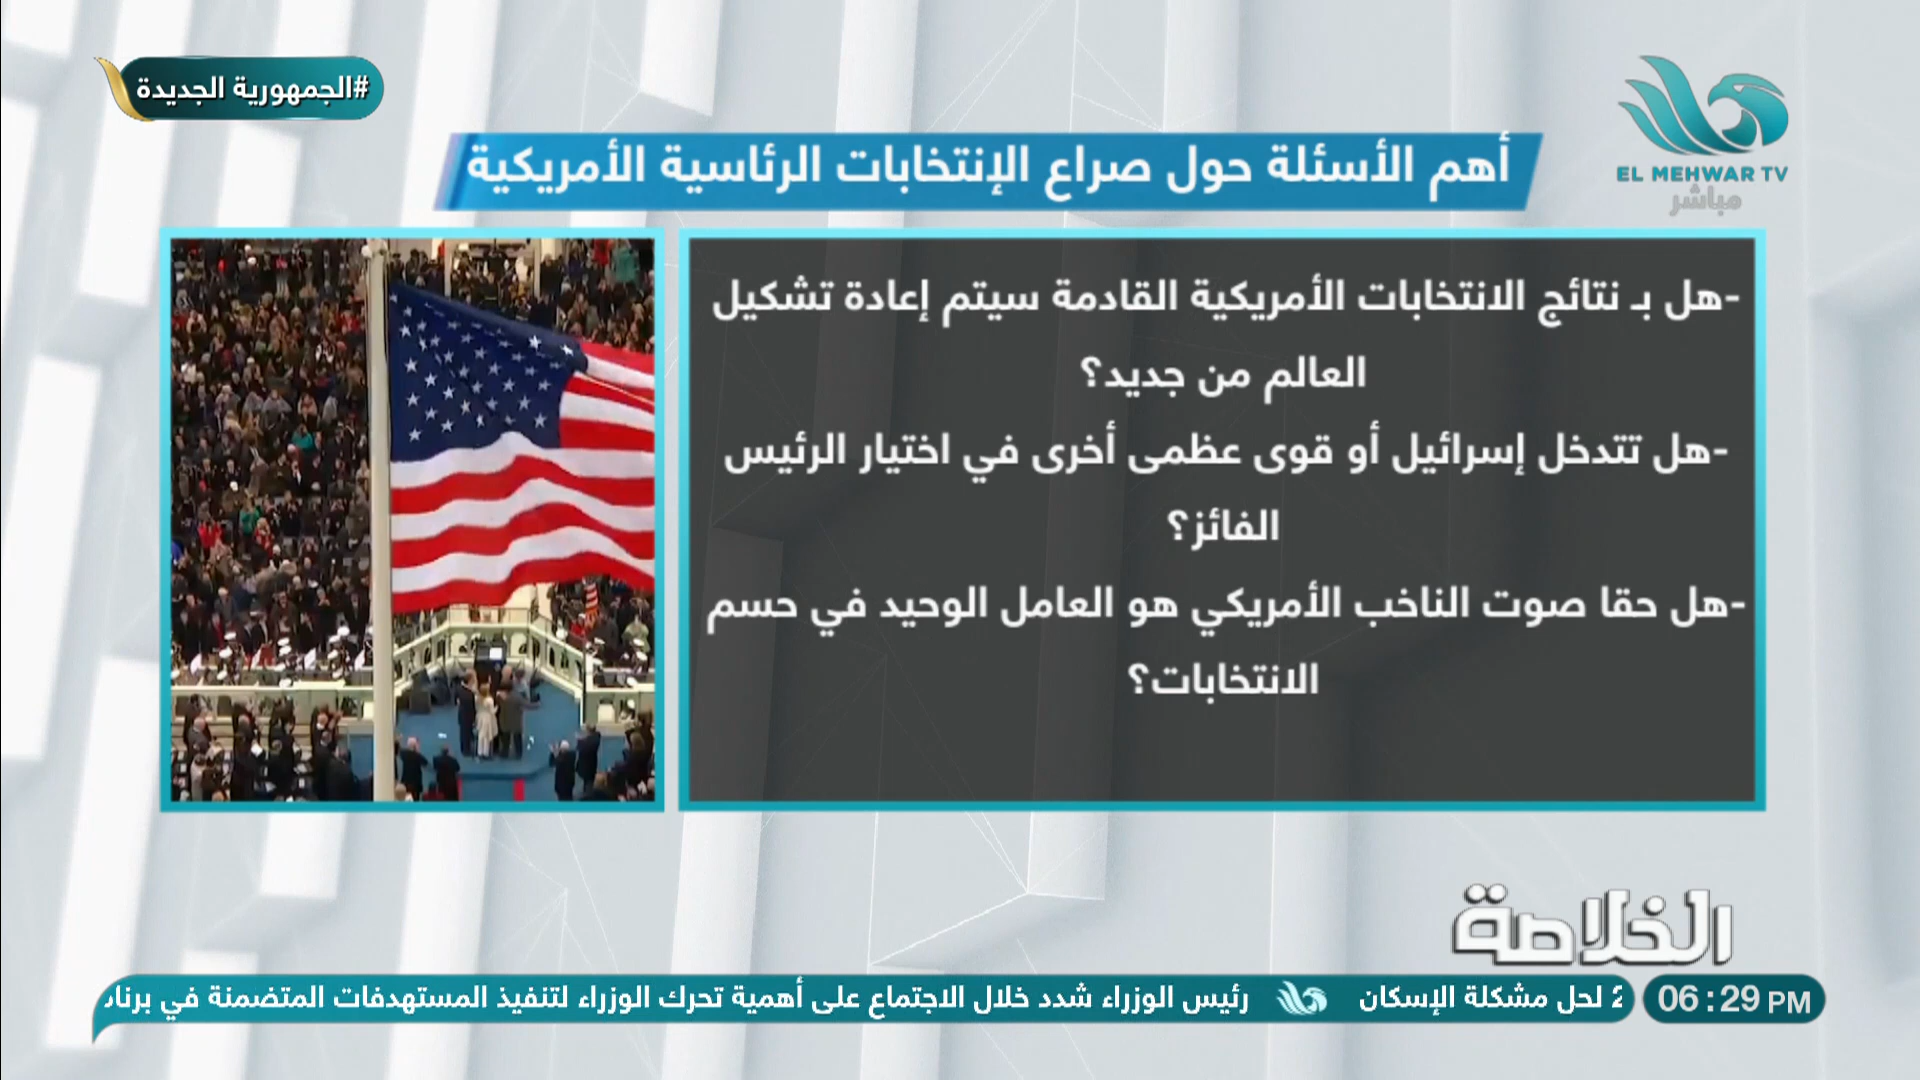 #الجمهورية الجديدة
EL MEHWAR TV
مباشر
أهم الأسئلة حول صراع الإنتخابات الرئاسية الأمريكية
-هل بـ نتائج الانتخابات الأمريكية القادمة سيتم إعادة تشكيل
العالم من جديد؟
-هل تتدخل إسرائيل أو قوى عظمى أخرى في اختيار الرئيس
الفائز؟
-هل حقا صوت الناخب الأمريكي هو العامل الوحيد في حسم
الانتخابات؟
الخلاصة
06:29 PM
2 لحل مشكلة الإسكان رئيس الوزراء شدد خلال الاجتماع على أهمية تحرك الوزراء لتنفيذ المستهدفات المتضمنة في